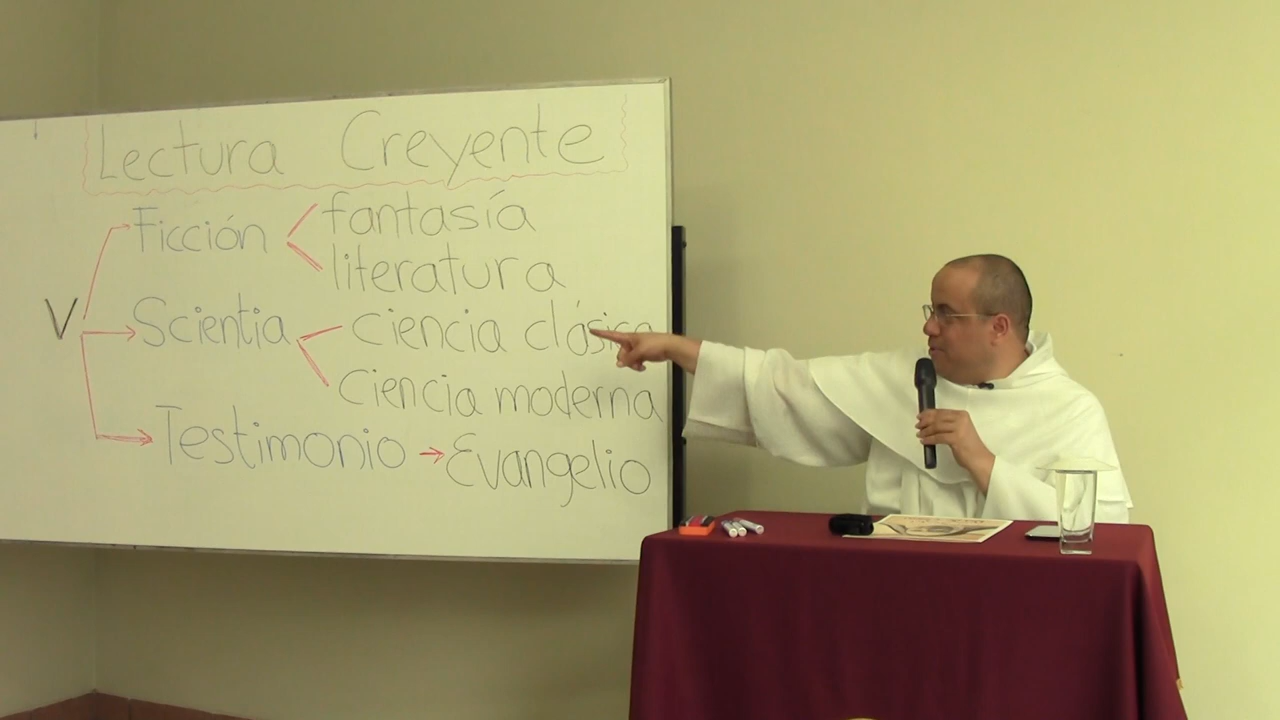 Lectura Creyente
Ficción
fantasía
literatura
V
Scientia
ciencia clásica
ciencia moderna
Testimonio
Evangelio